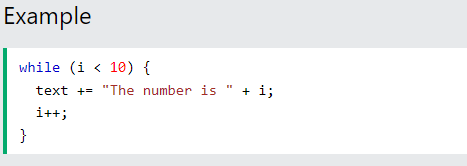 Example
while (i < 10) {
  text += "The number is " + i;
  i++;
}